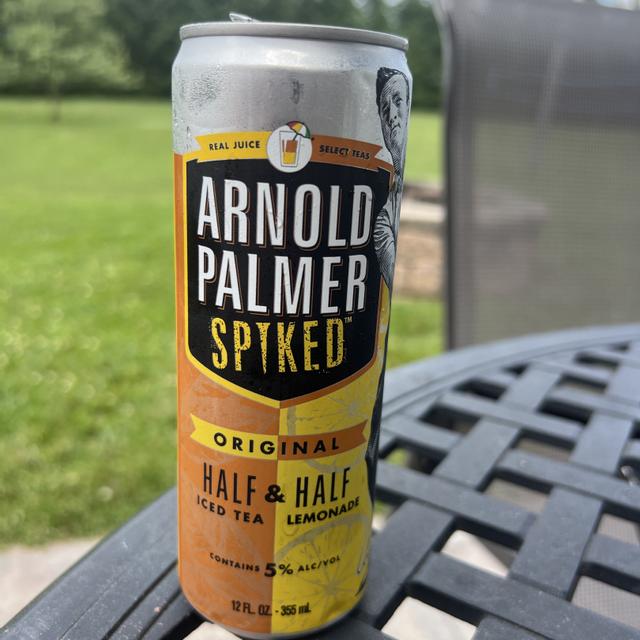 REAL JUICE SELECT TEAS
ARNOLD
PALMER
SPIKED™
ORIGINAL
HALF & HALF
ICED TEA LEMONADE
CONTAINS 5% ALC/VOL
12 FL. OZ. - 355 mL